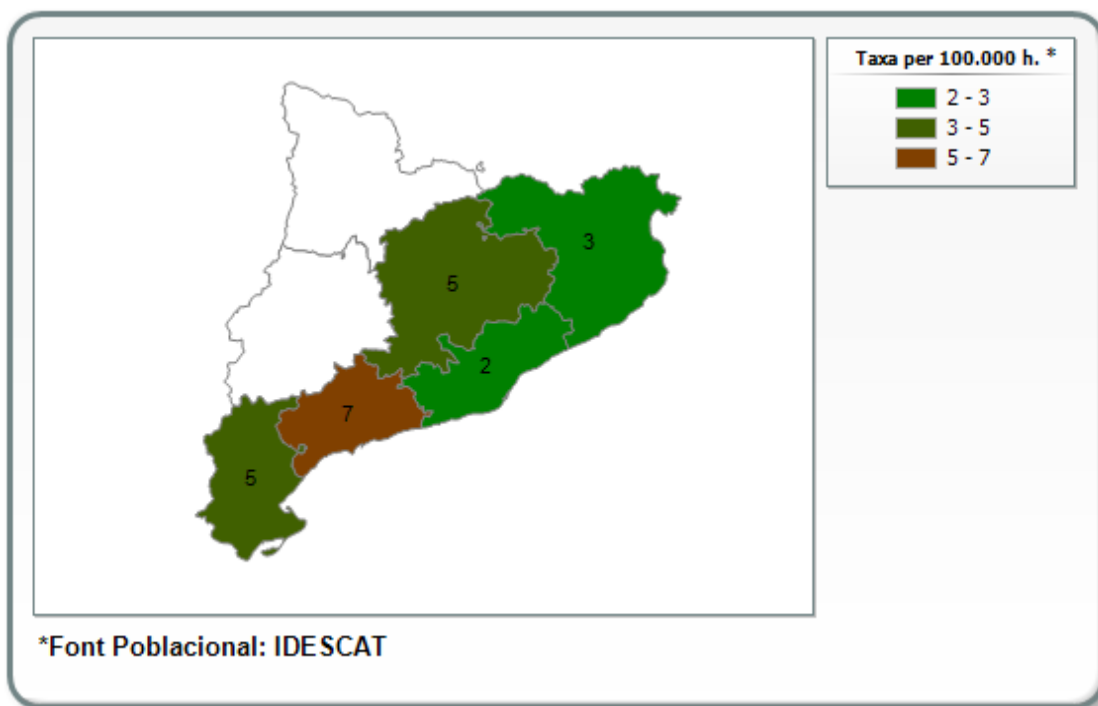 Taxa per 100.000 h. *
2 - 3
3 - 5
5 - 7
3
5
2
7
5
*Font Poblacional: IDESCAT